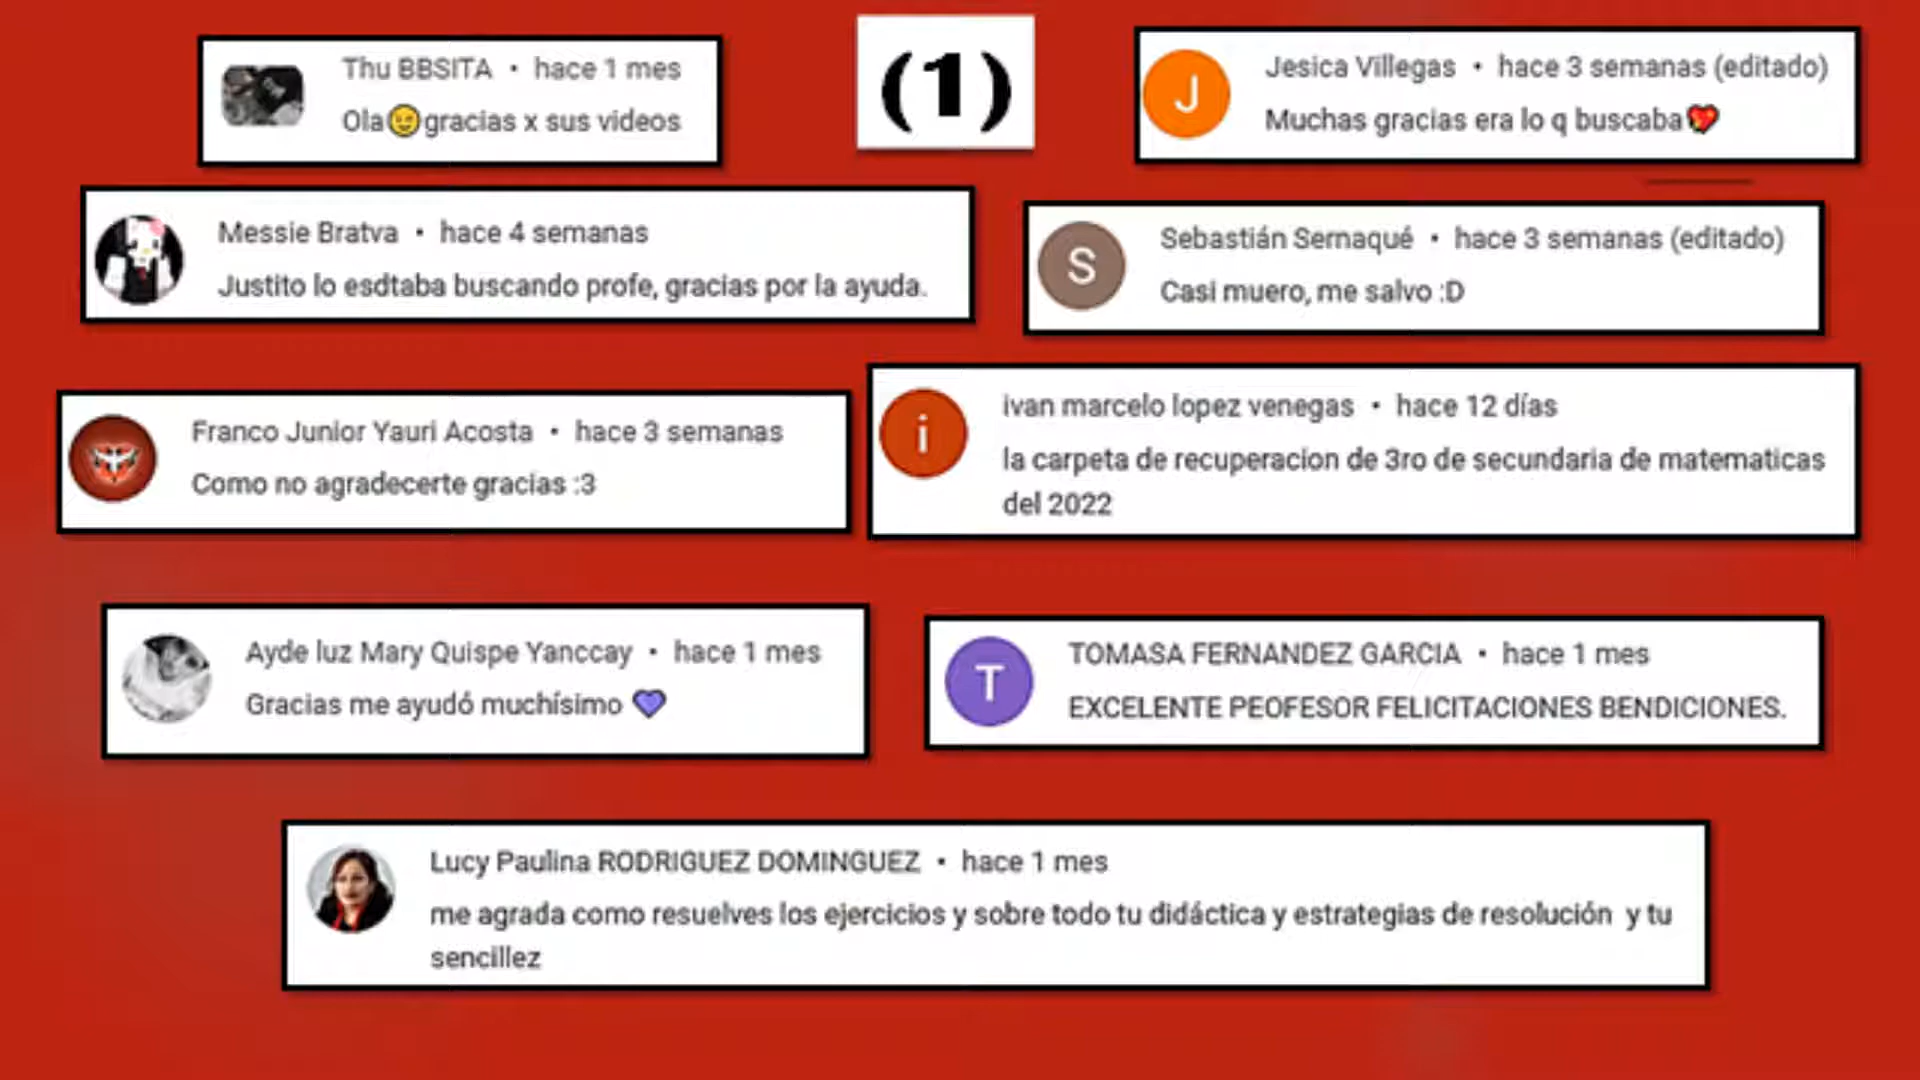 Thu BBSITA • hace 1 mes
Ola😉gracias x sus videos
(1)
J
Jesica Villegas • hace 3 semanas (editado)
Muchas gracias era lo q buscaba💖
Messie Bratva • hace 4 semanas
Justito lo esdtaba buscando profe, gracias por la ayuda.
S
Sebastián Sernaqué • hace 3 semanas (editado)
Casi muero, me salvo :D
Franco Junior Yauri Acosta • hace 3 semanas
Como no agradecerte gracias :3
i
ivan marcelo lopez venegas • hace 12 días
la carpeta de recuperacion de 3ro de secundaria de matematicas
del 2022
Ayde luz Mary Quispe Yanccay • hace 1 mes
Gracias me ayudó muchísimo 💜
T
TOMASA FERNANDEZ GARCIA • hace 1 mes
EXCELENTE PEOFESOR FELICITACIONES BENDICIONES.
Lucy Paulina RODRIGUEZ DOMINGUEZ • hace 1 mes
me agrada como resuelves los ejercicios y sobre todo tu didáctica y estrategias de resolución y tu
sencillez